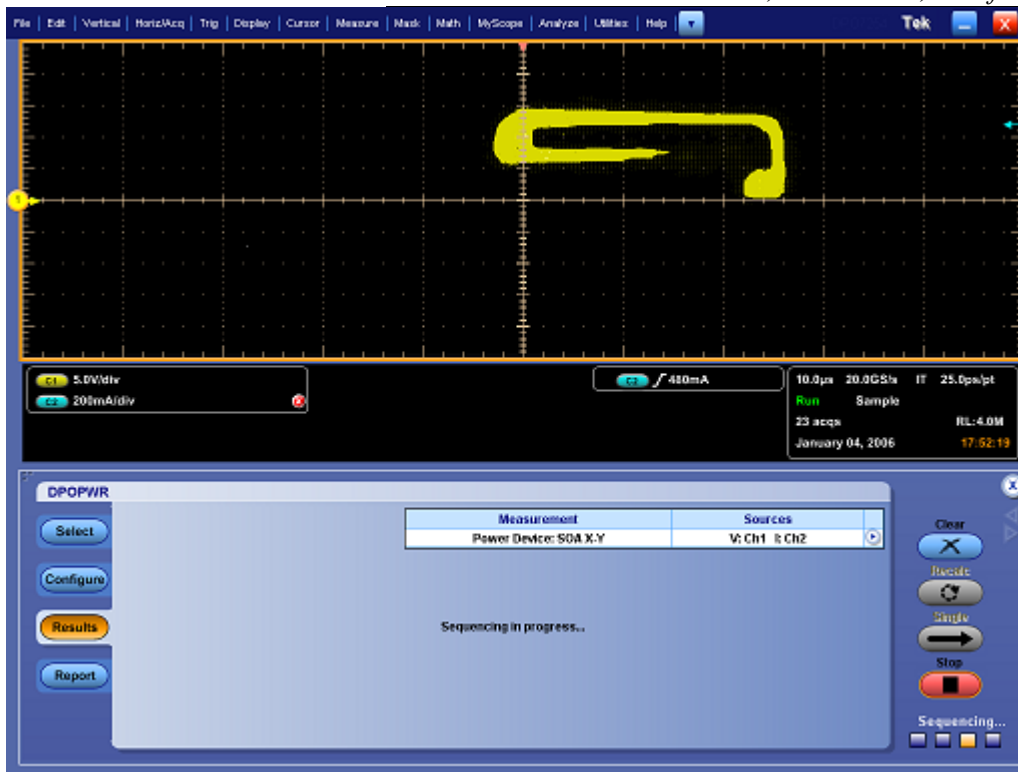 File | Edit | Vertical | Horiz/Acq | Trig | Display | Cursor | Measure | Mask | Math | MyScope | Analyze | Utilities | Help | Tek X
1
C1 5.0V/div
C2 200mA/div
C2 / 480mA
10.0µs 20.0GS/s IT 25.0ps/pt
Run Sample
23 acqs RL:4.0M
January 04, 2006 17:52:19
DPOPWR
X
Select
Configure
Results
Report
Measurement Sources
Power Device: SOA X-Y V: Ch1 I: Ch2
Sequencing in progress...
Clear
Recalc
Single
Stop
Sequencing...